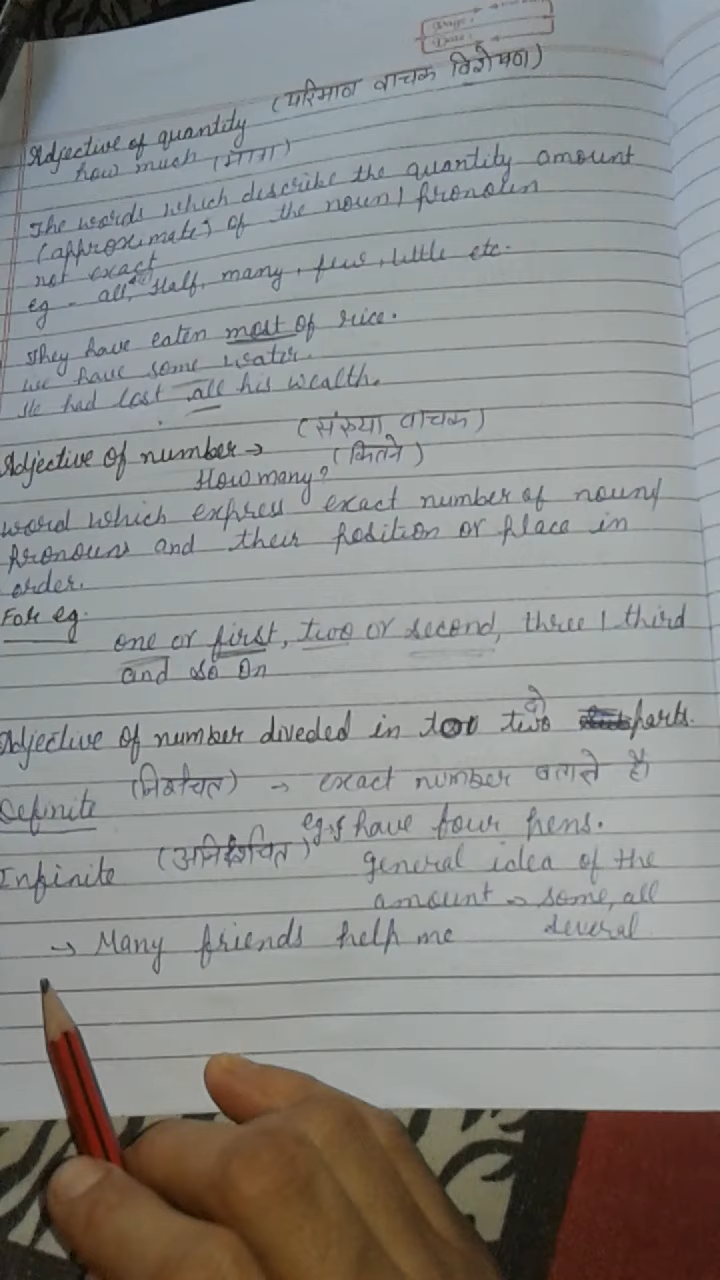 Page:
Date:
Adjective of quantity (परिमाण वाचक विशेषण)
how much (मात्रा)
The words which describe the quantity amount
(approximate) of the noun / pronoun
not exact
eg - all, Half, many, few, little etc.
They have eaten most of rice.
we have some water.
He had lost all his wealth.
Adjective of number → (संख्या वाचक)
How many? (कितने)
word which express exact number of noun/
pronouns and their position or place in
order.
For eg.
one or first, two or second, three / third
and so on
Adjective of number diveded in two दो parts.
Definite (निश्चित) → exact number बताते है।
eg. I have four pens.
Infinite (अनिश्चित) general idea of the
amount → some, all
several
→ Many friends help me